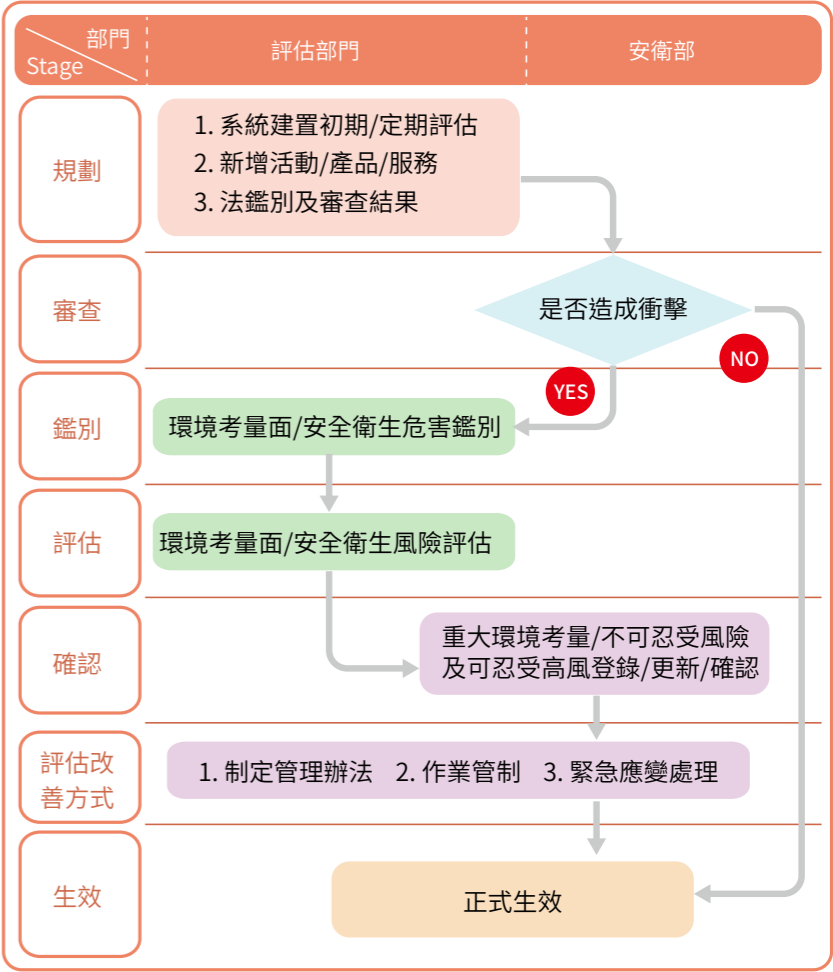 部門
Stage
評估部門
安衛部
規劃
1. 系統建置初期/定期評估
2. 新增活動/產品/服務
3. 法鑑別及審查結果
審查
是否造成衝擊
NO
YES
鑑別
環境考量面/安全衛生危害鑑別
評估
環境考量面/安全衛生風險評估
確認
重大環境考量/不可忍受風險
及可忍受高風登錄/更新/確認
評估改
善方式
1. 制定管理辦法 2. 作業管制 3. 緊急應變處理
生效
正式生效